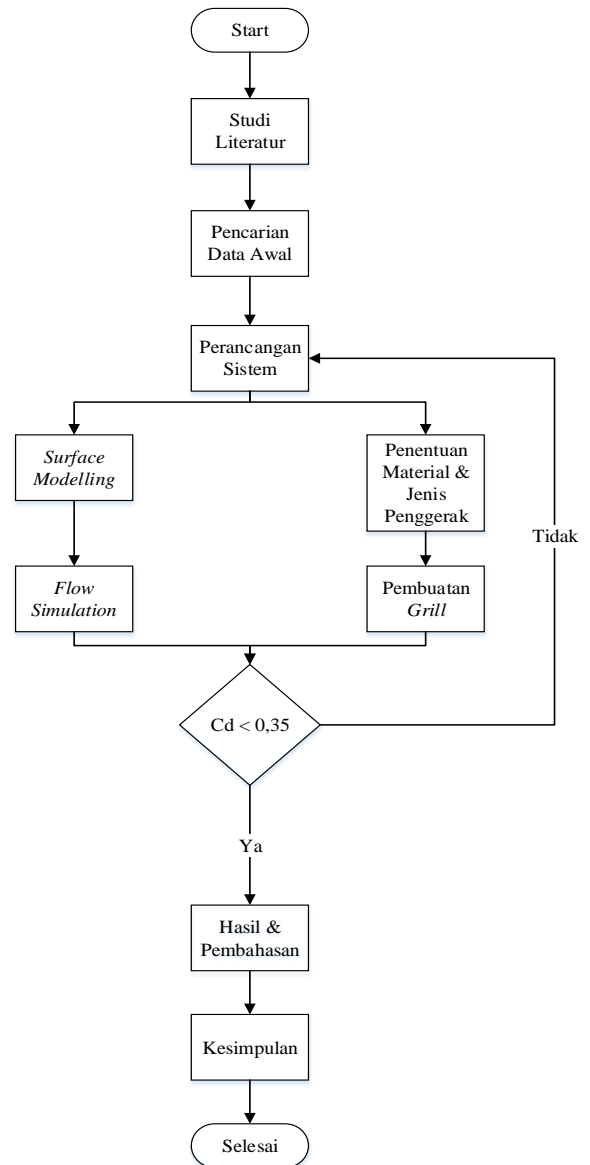 Start
Studi
Literatur
Pencarian
Data Awal
Perancangan
Sistem
Surface
Modelling
Penentuan
Material &
Jenis
Penggerak
Tidak
Flow
Simulation
Pembuatan
Grill
Cd < 0,35
Ya
Hasil &
Pembahasan
Kesimpulan
Selesai